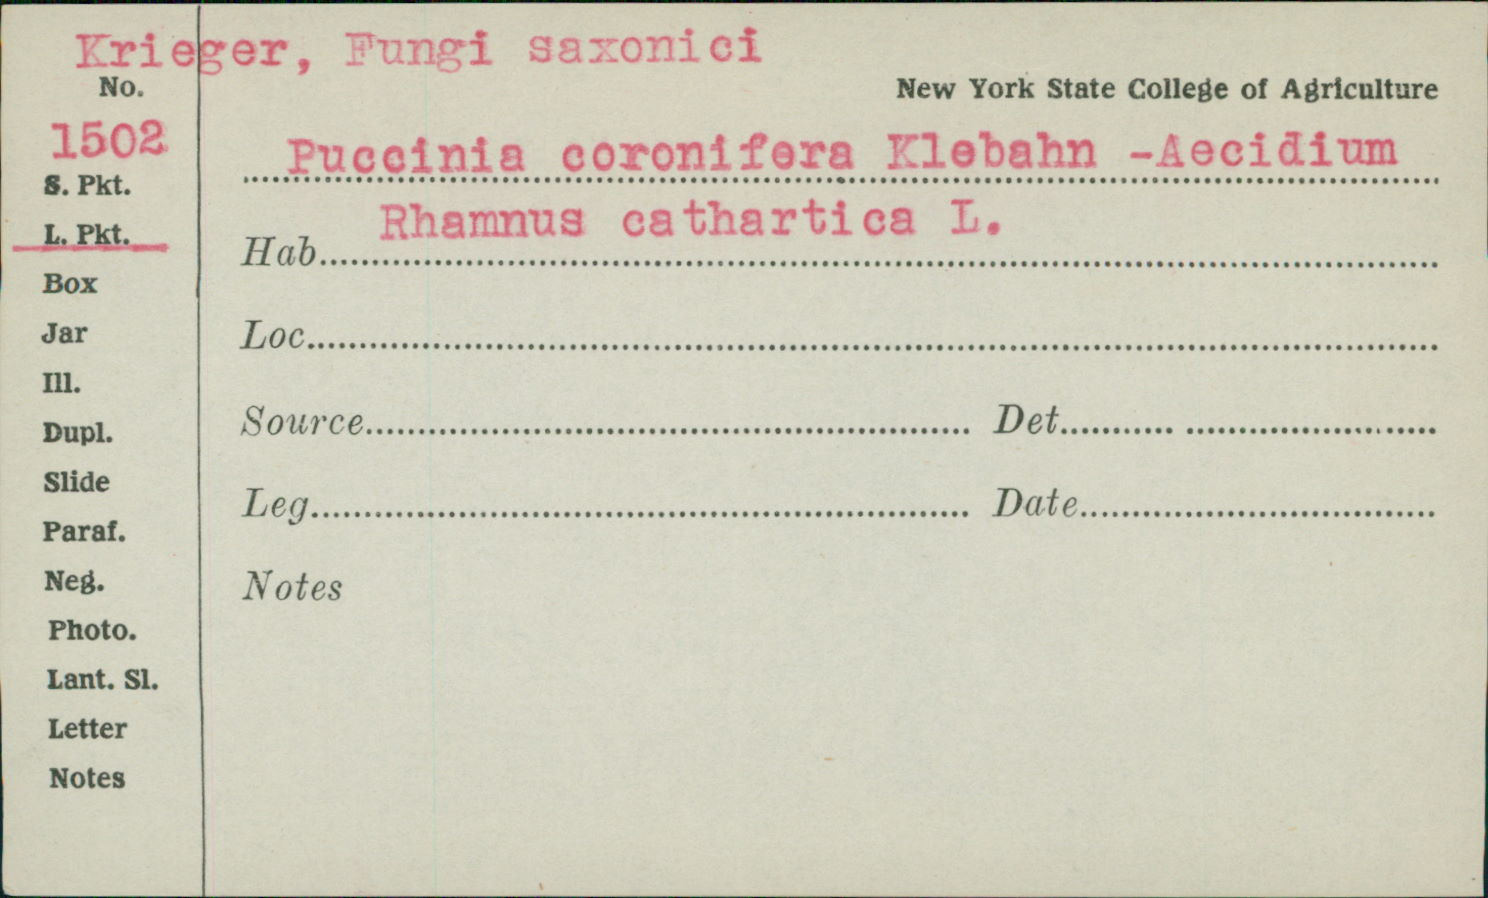 Krieger, Fungi saxonici
No.
New York State College of Agriculture
1502
Puccinia coronifera Klebahn -Aecidium
S. Pkt.
Rhamnus cathartica L.
L. Pkt.
Hab
Box
Loc
Jar
Ill.
Source Det
Dupl.
Slide
Leg Date
Paraf.
Neg.
Notes
Photo.
Lant. Sl.
Letter
Notes